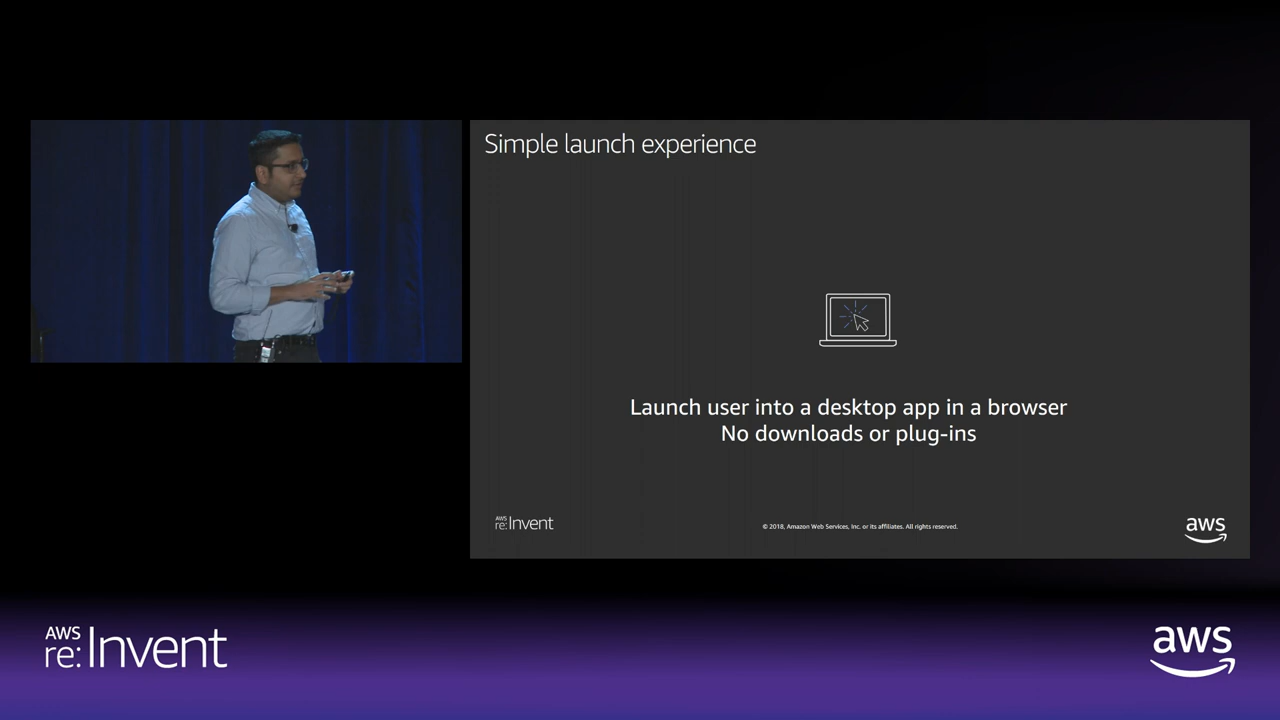 Simple launch experience
Launch user into a desktop app in a browser
No downloads or plug-ins
AWS
re:Invent
© 2018, Amazon Web Services, Inc. or its affiliates. All rights reserved.
aws
AWS
re:Invent
aws